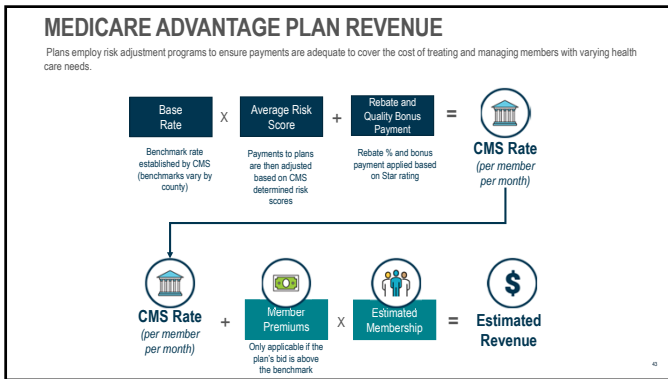 MEDICARE ADVANTAGE PLAN REVENUE
Plans employ risk adjustment programs to ensure payments are adequate to cover the cost of treating and managing members with varying health
care needs.
Base
Rate
X
Average Risk
Score
+
Rebate and
Quality Bonus
Payment
=
Benchmark rate
established by CMS
(benchmarks vary by
county)
Payments to plans
are then adjusted
based on CMS
determined risk
scores
Rebate % and bonus
payment applied based
on Star rating
CMS Rate
(per member
per month)
CMS Rate
(per member
per month)
+
Member
Premiums
Only applicable if the
plan's bid is above
the benchmark
X
Estimated
Membership
=
$
Estimated
Revenue
43